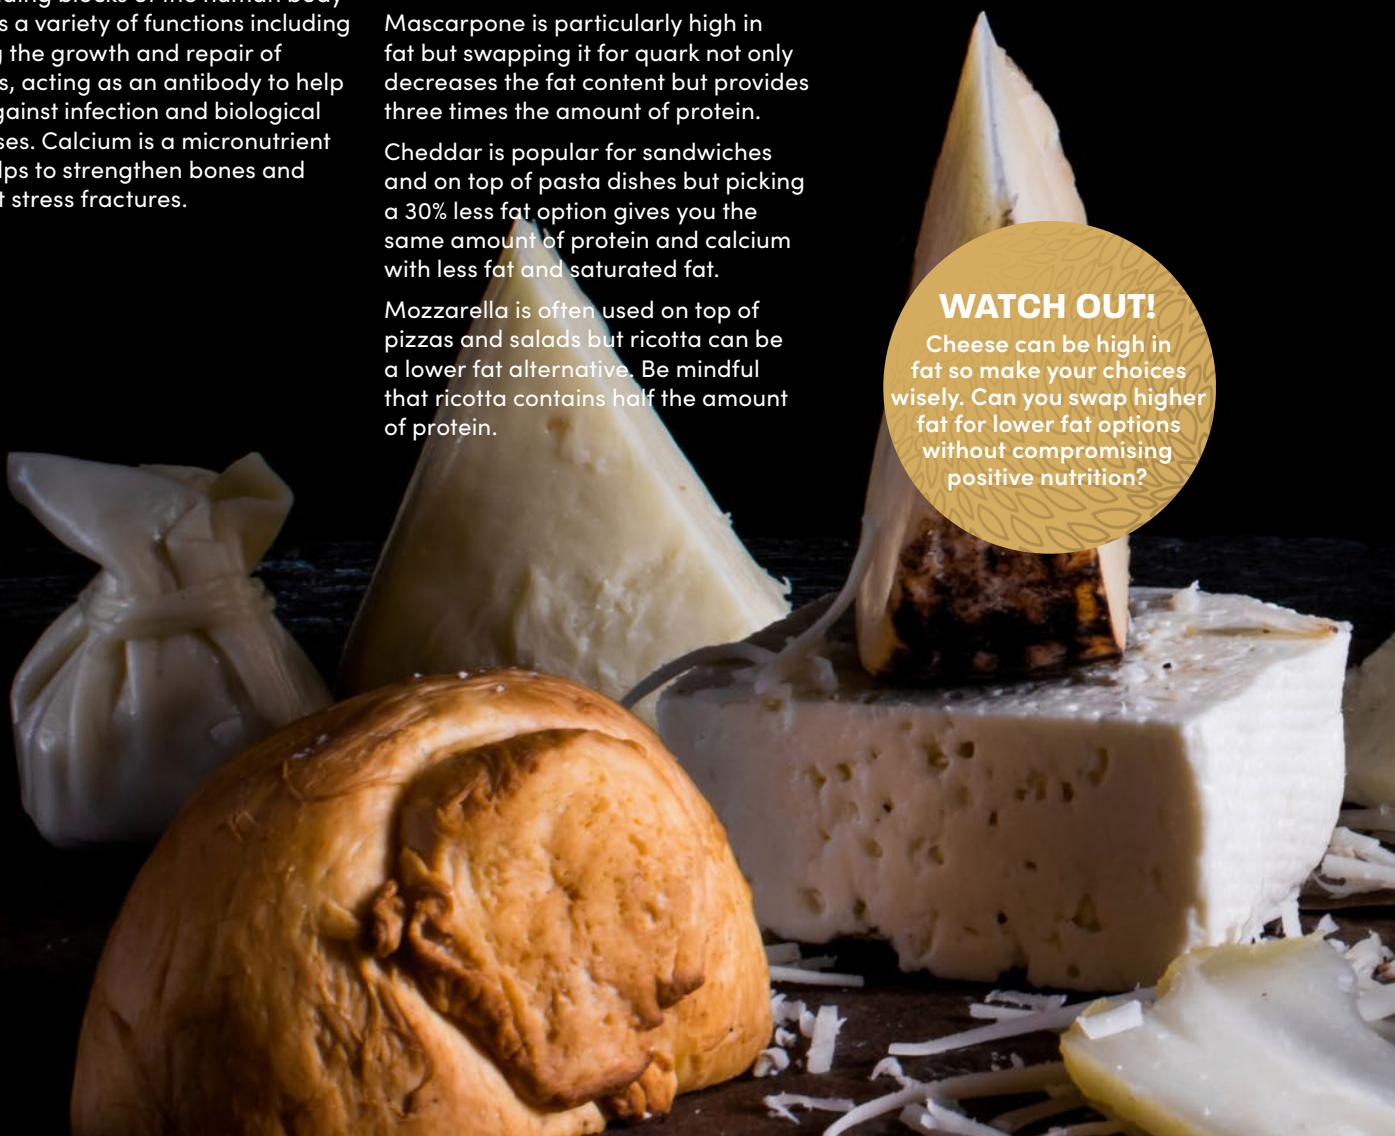 s a variety of functions including
the growth and repair of
s, acting as an antibody to help
gainst infection and biological
ses. Calcium is a micronutrient
lps to strengthen bones and
t stress fractures.
Mascarpone is particularly high in
fat but swapping it for quark not only
decreases the fat content but provides
three times the amount of protein.
Cheddar is popular for sandwiches
and on top of pasta dishes but picking
a 30% less fat option gives you the
same amount of protein and calcium
with less fat and saturated fat.
Mozzarella is often used on top of
pizzas and salads but ricotta can be
a lower fat alternative. Be mindful
that ricotta contains half the amount
of protein.
WATCH OUT!
Cheese can be high in
fat so make your choices
wisely. Can you swap higher
fat for lower fat options
without compromising
positive nutrition?